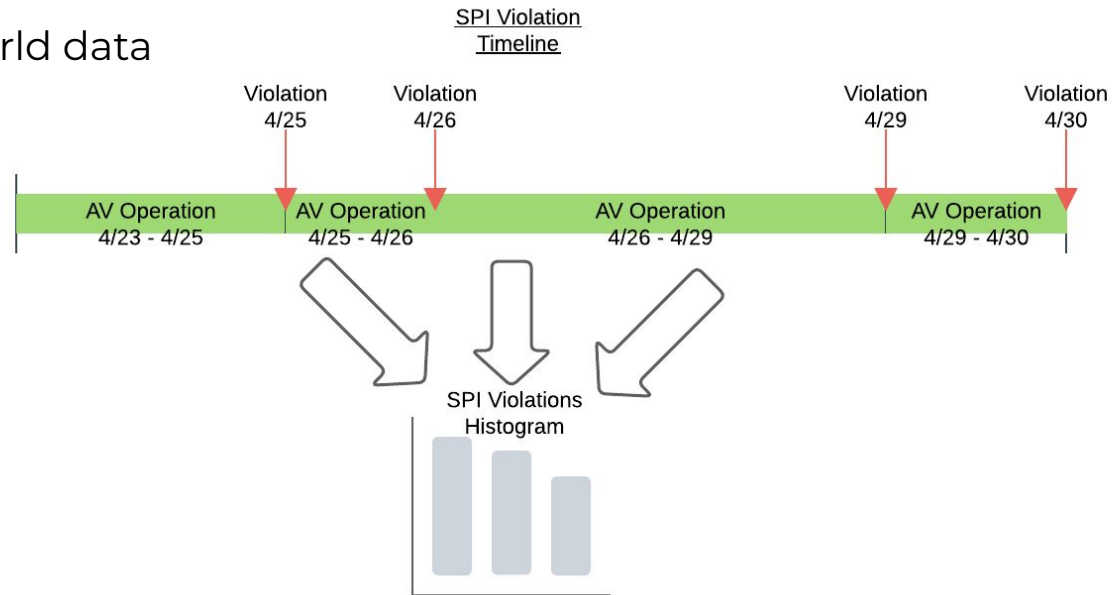 SPI Violation
Timeline
rld data
Violation
4/25
Violation
4/26
Violation
4/29
Violation
4/30
AV Operation
4/23 - 4/25
AV Operation
4/25 - 4/26
AV Operation
4/26 - 4/29
AV Operation
4/29 - 4/30
SPI Violations
Histogram